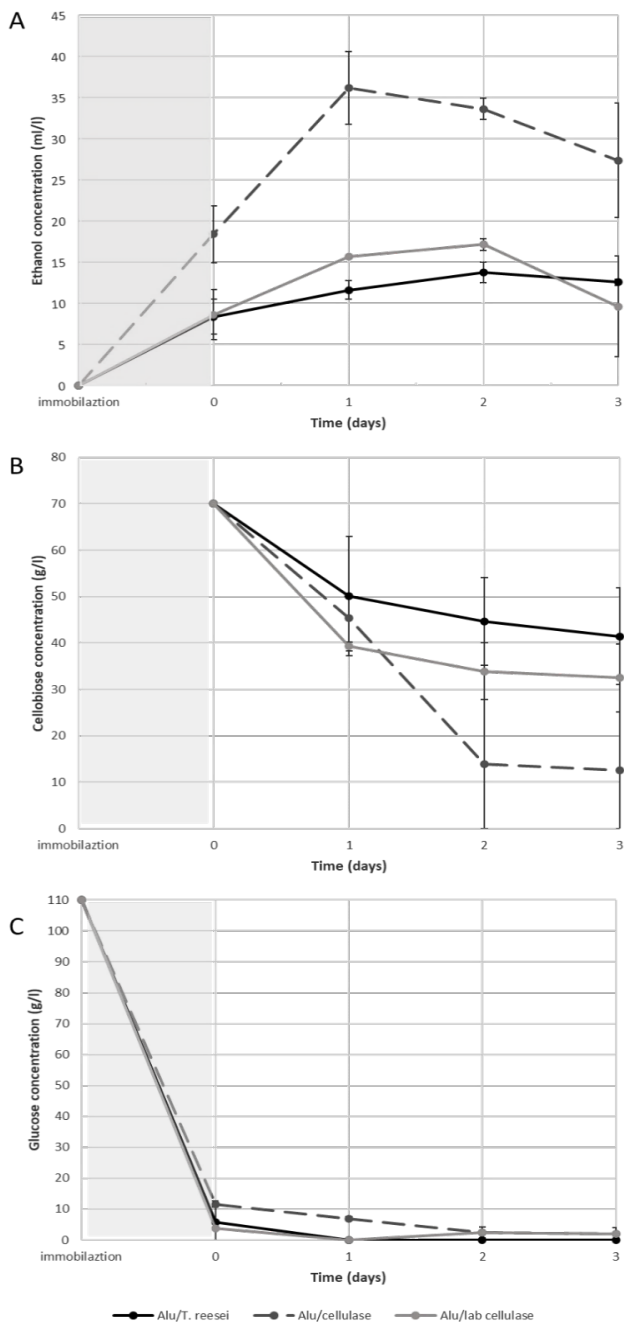 A
Ethanol concentration (ml/l)
45
40
35
30
25
20
15
10
5
0
immobilaztion 0 1 2 3
Time (days)
B
Cellobiose concentration (g/l)
80
70
60
50
40
30
20
10
0
immobilaztion 0 1 2 3
Time (days)
C
Glucose concentration (g/l)
110
100
90
80
70
60
50
40
30
20
10
0
immobilaztion 0 1 2 3
Time (days)
Alu/T. reesei Alu/cellulase Alu/lab cellulase